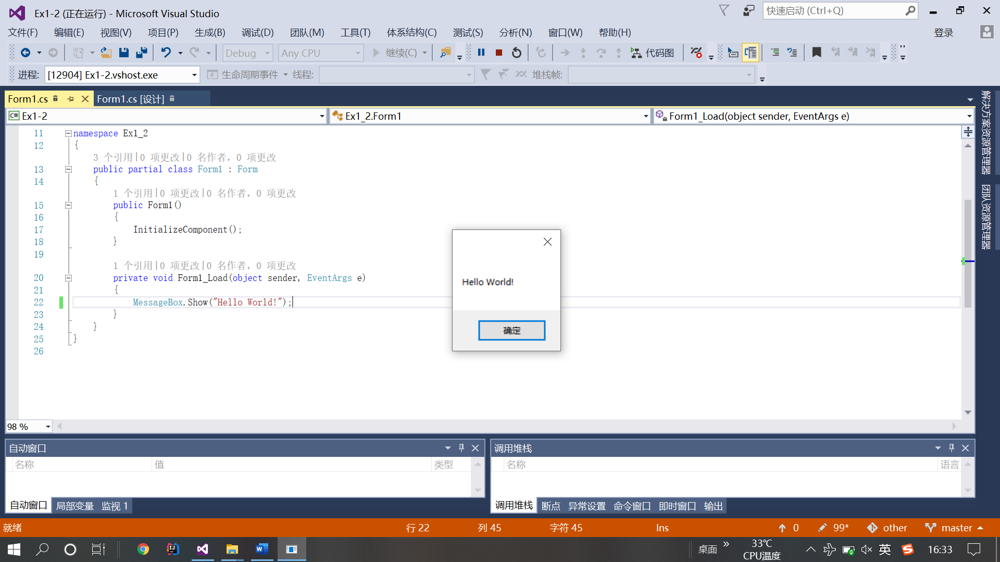 Ex1-2 (正在运行) - Microsoft Visual Studio
快速启动 (Ctrl+Q)
文件(F) 编辑(E) 视图(V) 项目(P) 生成(B) 调试(D) 团队(M) 工具(T) 体系结构(C) 测试(S) 分析(N) 窗口(W) 帮助(H) 登录
Debug Any CPU 继续(C) 代码图
进程: [12904] Ex1-2.vshost.exe 生命周期事件 线程: 堆栈帧:
Form1.cs Form1.cs [设计]
C# Ex1-2 Ex1_2.Form1 Form1_Load(object sender, EventArgs e)
11 namespace Ex1_2
12 {
3 个引用|0 项更改|0 名作者, 0 项更改
13 public partial class Form1 : Form
14 {
1 个引用|0 项更改|0 名作者, 0 项更改
15 public Form1()
16 {
17 InitializeComponent();
18 }
19
1 个引用|0 项更改|0 名作者, 0 项更改
20 private void Form1_Load(object sender, EventArgs e)
21 {
22 MessageBox.Show("Hello World!");
23 }
24 }
25 }
26
Hello World!
确定
解决方案资源管理器
团队资源管理器
98 %
自动窗口
名称 值 类型
自动窗口 局部变量 监视 1
调用堆栈
名称 语言
调用堆栈 断点 异常设置 命令窗口 即时窗口 输出
就绪 行 22 列 45 字符 45 Ins 0 99* other master
桌面 33℃
CPU温度
英 16:33